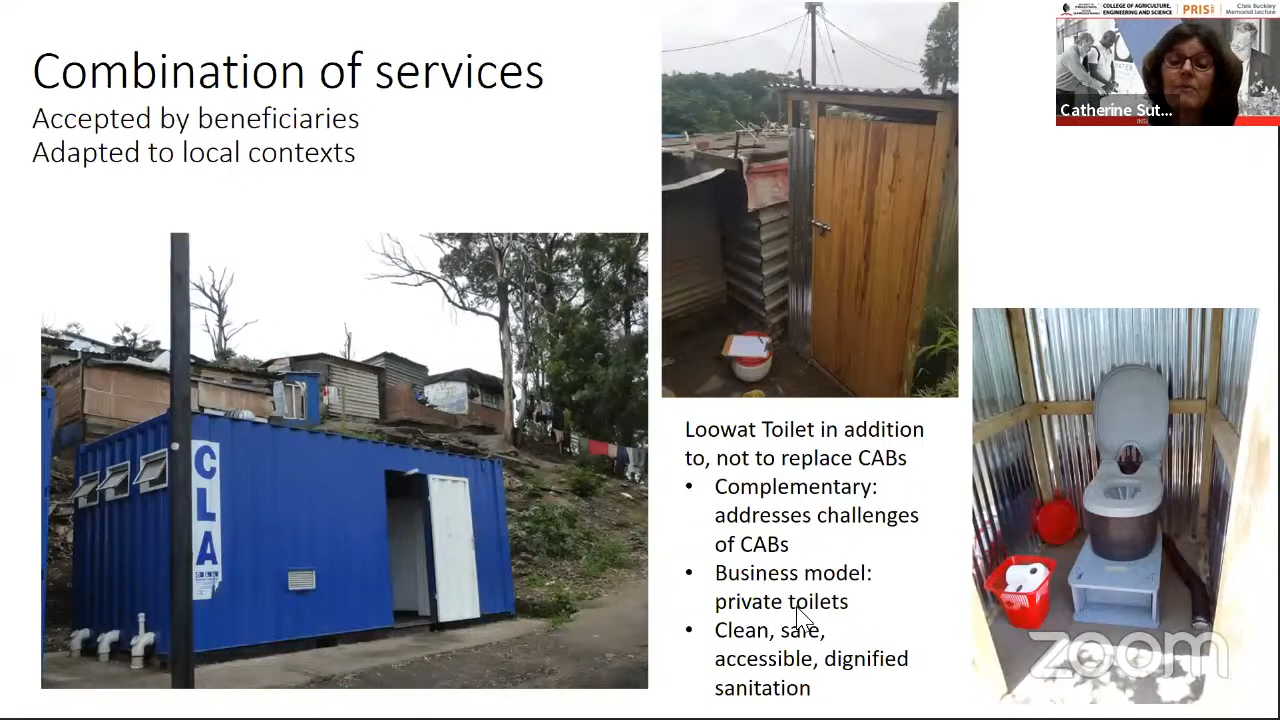 Combination of services
Accepted by beneficiaries
Adapted to local contexts
CLA
Loowat Toilet in addition
to, not to replace CABs
• Complementary:
addresses challenges
of CABs
• Business model:
private toilets
• Clean, safe,
accessible, dignified
sanitation
COLLEGE OF AGRICULTURE,
ENGINEERING AND SCIENCE
PRIS
Chris Buckley
Memorial Lecture
WATER
Catherine Sut...
zoom